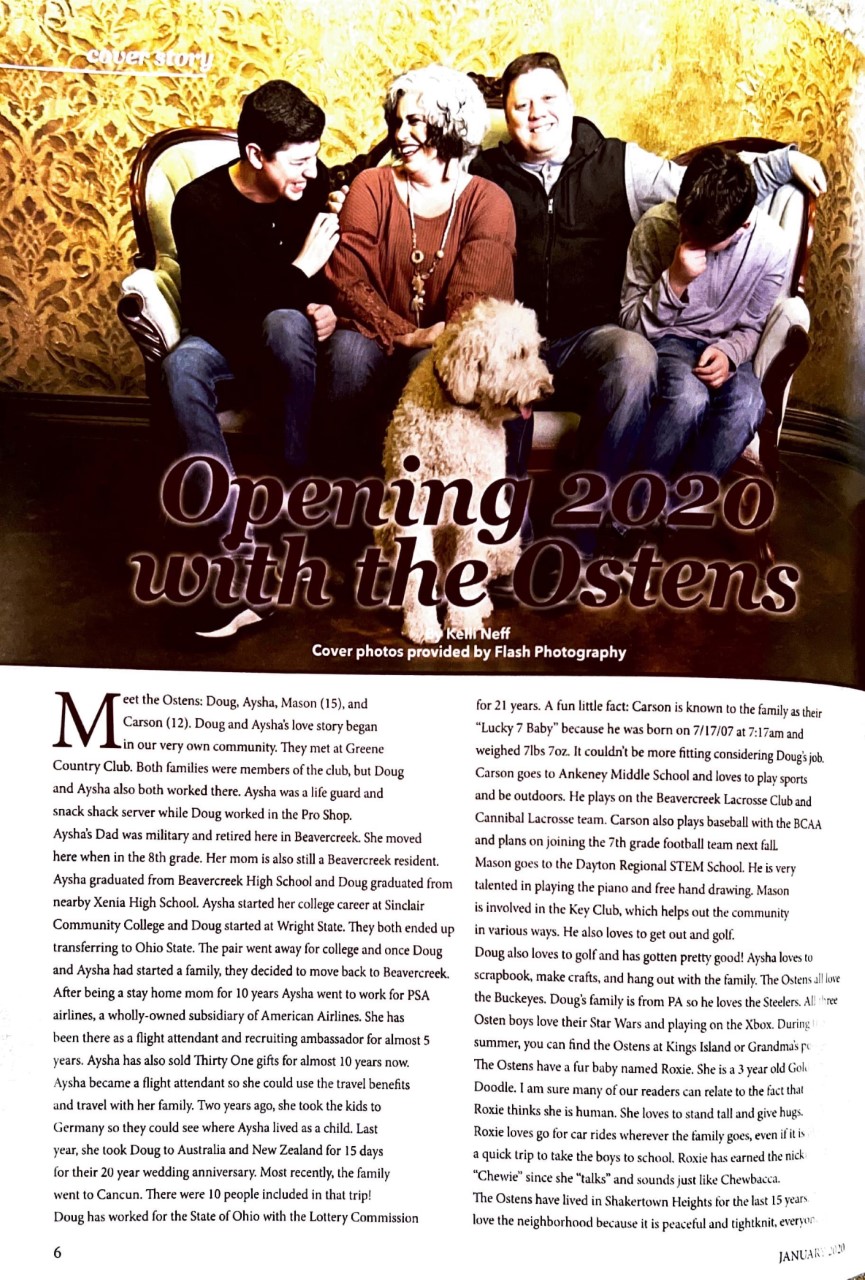 cover story
Opening 2020
with the Ostens
By Kelli Neff
Cover photos provided by Flash Photography
Meet the Ostens: Doug, Aysha, Mason (15), and
Carson (12). Doug and Aysha's love story began
in our very own community. They met at Greene
Country Club. Both families were members of the club, but Doug
and Aysha also both worked there. Aysha was a life guard and
snack shack server while Doug worked in the Pro Shop.
Aysha's Dad was military and retired here in Beavercreek. She moved
here when in the 8th grade. Her mom is also still a Beavercreek resident.
Aysha graduated from Beavercreek High School and Doug graduated from
nearby Xenia High School. Aysha started her college career at Sinclair
Community College and Doug started at Wright State. They both ended up
transferring to Ohio State. The pair went away for college and once Doug
and Aysha had started a family, they decided to move back to Beavercreek.
After being a stay home mom for 10 years Aysha went to work for PSA
airlines, a wholly-owned subsidiary of American Airlines. She has
been there as a flight attendant and recruiting ambassador for almost 5
years. Aysha has also sold Thirty One gifts for almost 10 years now.
Aysha became a flight attendant so she could use the travel benefits
and travel with her family. Two years ago, she took the kids to
Germany so they could see where Aysha lived as a child. Last
year, she took Doug to Australia and New Zealand for 15 days
for their 20 year wedding anniversary. Most recently, the family
went to Cancun. There were 10 people included in that trip!
Doug has worked for the State of Ohio with the Lottery Commission
for 21 years. A fun little fact: Carson is known to the family as their
"Lucky 7 Baby" because he was born on 7/17/07 at 7:17am and
weighed 7lbs 7oz. It couldn't be more fitting considering Doug's job.
Carson goes to Ankeney Middle School and loves to play sports
and be outdoors. He plays on the Beavercreek Lacrosse Club and
Cannibal Lacrosse team. Carson also plays baseball with the BCAA
and plans on joining the 7th grade football team next fall.
Mason goes to the Dayton Regional STEM School. He is very
talented in playing the piano and free hand drawing. Mason
is involved in the Key Club, which helps out the community
in various ways. He also loves to get out and golf.
Doug also loves to golf and has gotten pretty good! Aysha loves to
scrapbook, make crafts, and hang out with the family. The Ostens all love
the Buckeyes. Doug's family is from PA so he loves the Steelers. All three
Osten boys love their Star Wars and playing on the Xbox. During
summer, you can find the Ostens at Kings Island or Grandma's
The Ostens have a fur baby named Roxie. She is a 3 year old
Doodle. I am sure many of our readers can relate to the fact that
Roxie thinks she is human. She loves to stand tall and give hugs.
Roxie loves go for car rides wherever the family goes, even if it is
a quick trip to take the boys to school. Roxie has earned the
"Chewie" since she "talks" and sounds just like Chewbacca.
The Ostens have lived in Shakertown Heights for the last 15 years
love the neighborhood because it is peaceful and tightknit,
6
JANUARY 2020